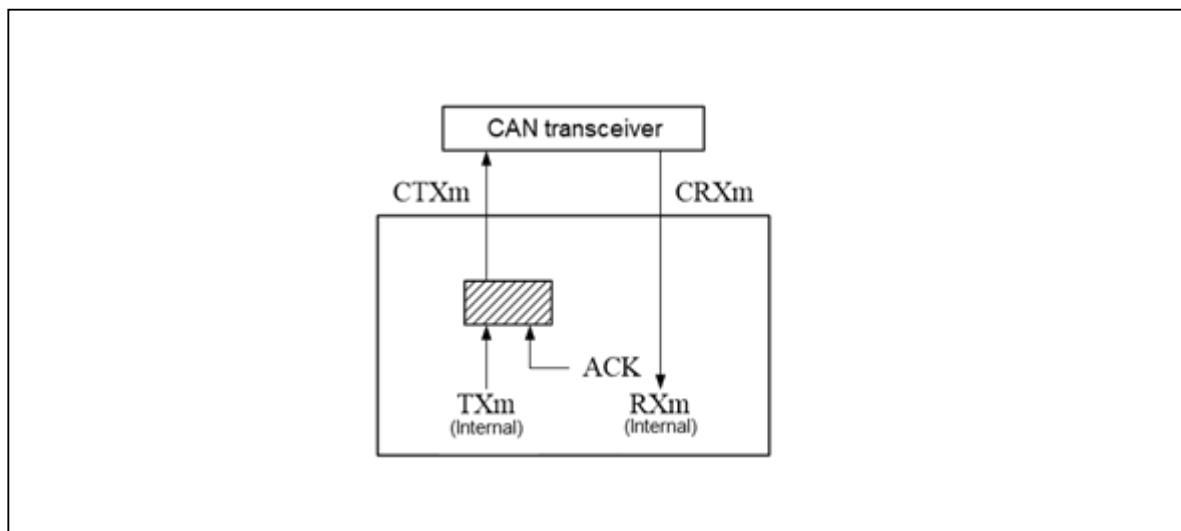 CAN transceiver
CTXm
CRXm
ACK
TXm
(Internal)
RXm
(Internal)